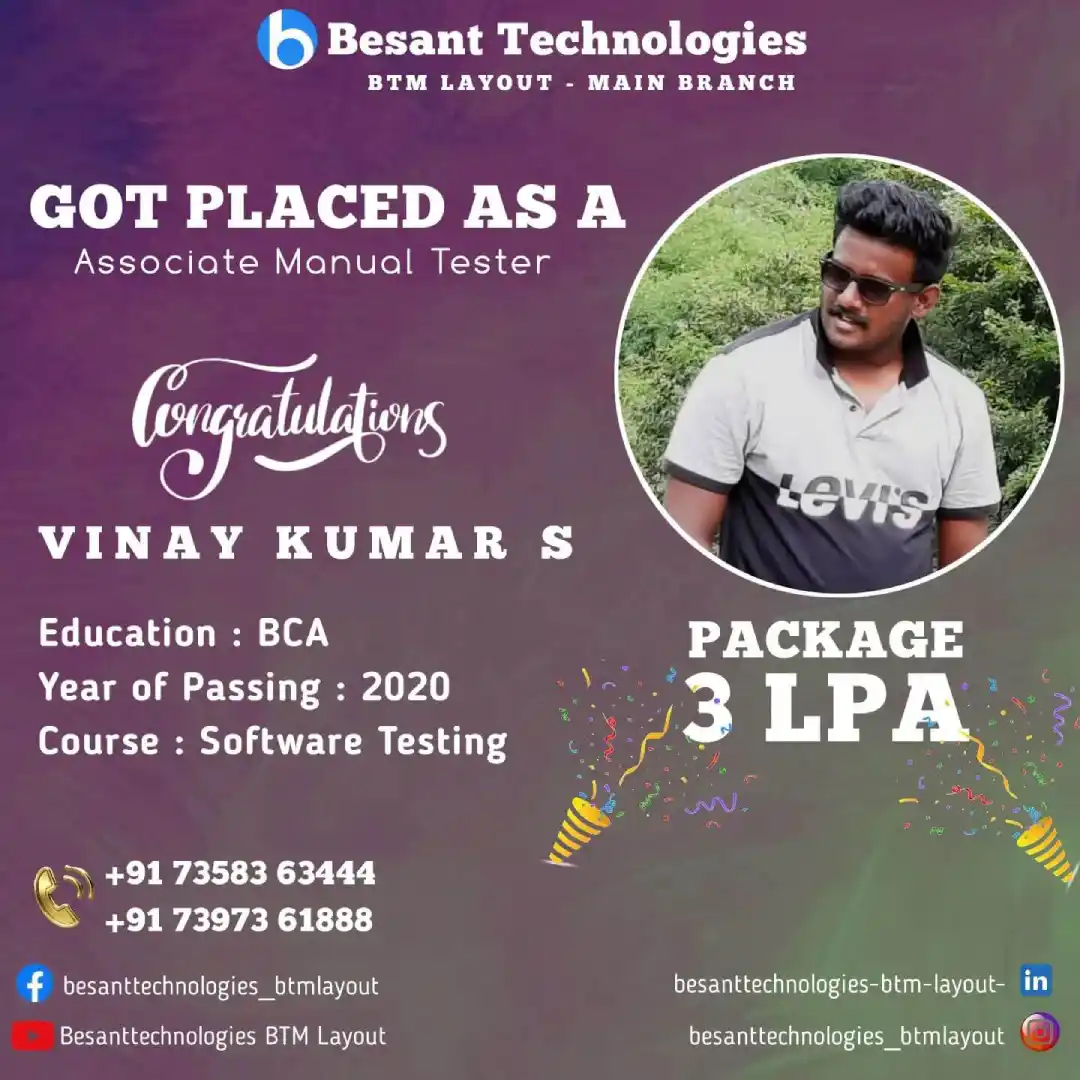 Besant Technologies
BTM LAYOUT - MAIN BRANCH
GOT PLACED AS A
Associate Manual Tester
Congratulations
VINAY KUMAR S
Education : BCA
Year of Passing : 2020
Course : Software Testing
LEVI'S
PACKAGE
3 LPA
+91 73583 63444
+91 73973 61888
besanttechnologies_btmlayout
Besanttechnologies BTM Layout
besanttechnologies-btm-layout-
in
besanttechnologies_btmlayout